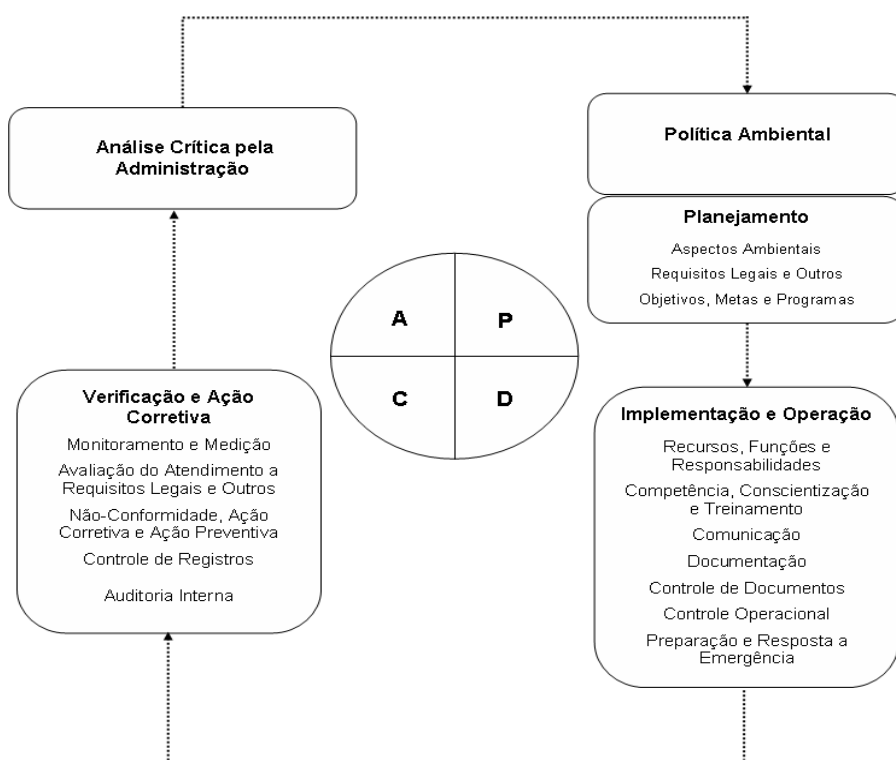 Análise Crítica pela
Administração
Política Ambiental
Planejamento
Aspectos Ambientais
Requisitos Legais e Outros
Objetivos, Metas e Programas
A
P
C
D
Verificação e Ação
Corretiva
Monitoramento e Medição
Avaliação do Atendimento a
Requisitos Legais e Outros
Não-Conformidade, Ação
Corretiva e Ação Preventiva
Controle de Registros
Auditoria Interna
Implementação e Operação
Recursos, Funções e
Responsabilidades
Competência, Conscientização
e Treinamento
Comunicação
Documentação
Controle de Documentos
Controle Operacional
Preparação e Resposta a
Emergência